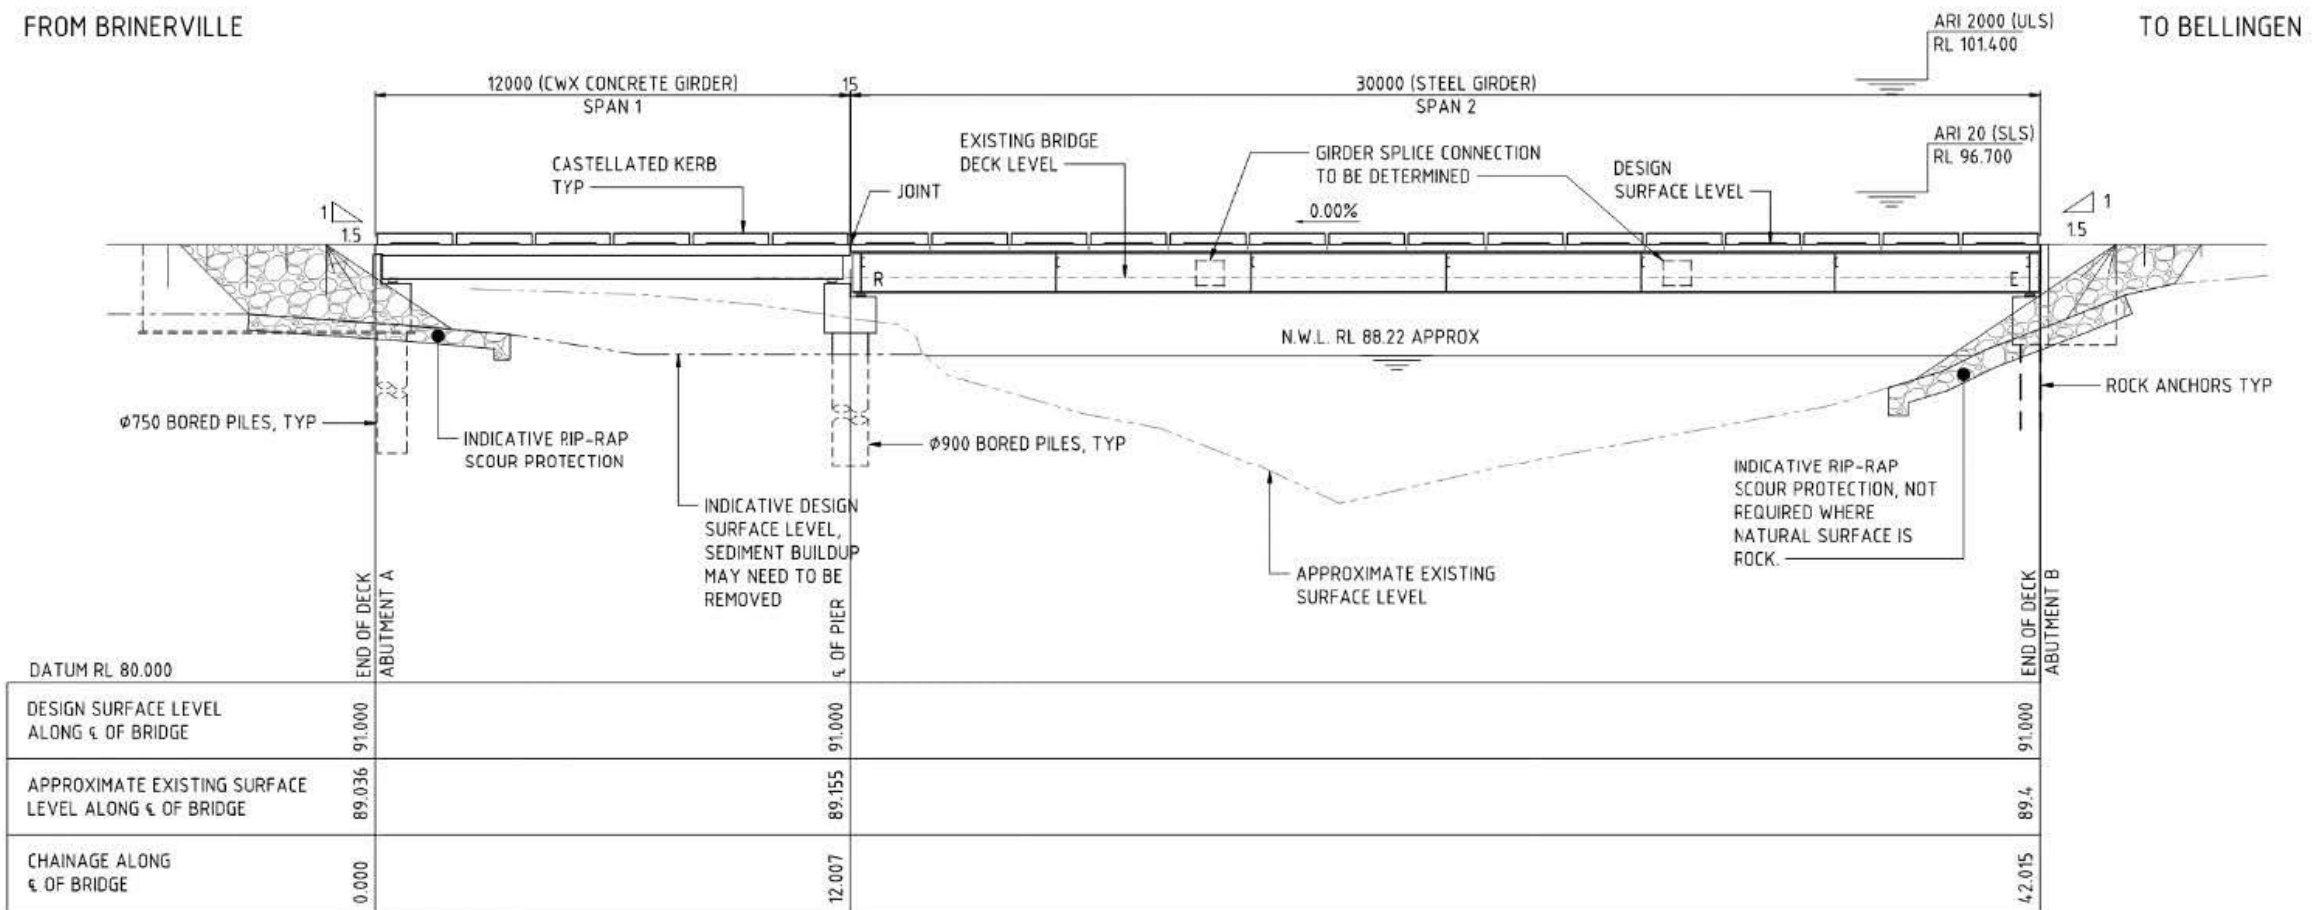 FROM BRINERVILLE
ARI 2000 (ULS)
RL 101.400
TO BELLINGEN
12000 (CWX CONCRETE GIRDER)
SPAN 1
15
30000 (STEEL GIRDER)
SPAN 2
ARI 20 (SLS)
RL 96.700
CASTELLATED KERB
TYP
EXISTING BRIDGE
DECK LEVEL
JOINT
GIRDER SPLICE CONNECTION
TO BE DETERMINED
DESIGN
SURFACE LEVEL
0.00%
1
1.5
1
1.5
R
E
N.W.L. RL 88.22 APPROX
ROCK ANCHORS TYP
Ø750 BORED PILES, TYP
INDICATIVE RIP-RAP
SCOUR PROTECTION
Ø900 BORED PILES, TYP
INDICATIVE DESIGN
SURFACE LEVEL,
SEDIMENT BUILDUP
MAY NEED TO BE
REMOVED
APPROXIMATE EXISTING
SURFACE LEVEL
INDICATIVE RIP-RAP
SCOUR PROTECTION, NOT
REQUIRED WHERE
NATURAL SURFACE IS
ROCK.
END OF DECK
ABUTMENT A
℄ OF PIER
END OF DECK
ABUTMENT B
DATUM RL 80.000
DESIGN SURFACE LEVEL
ALONG ℄ OF BRIDGE
91.000
91.000
91.000
APPROXIMATE EXISTING SURFACE
LEVEL ALONG ℄ OF BRIDGE
89.036
89.155
89.4
CHAINAGE ALONG
℄ OF BRIDGE
0.000
12.007
42.015